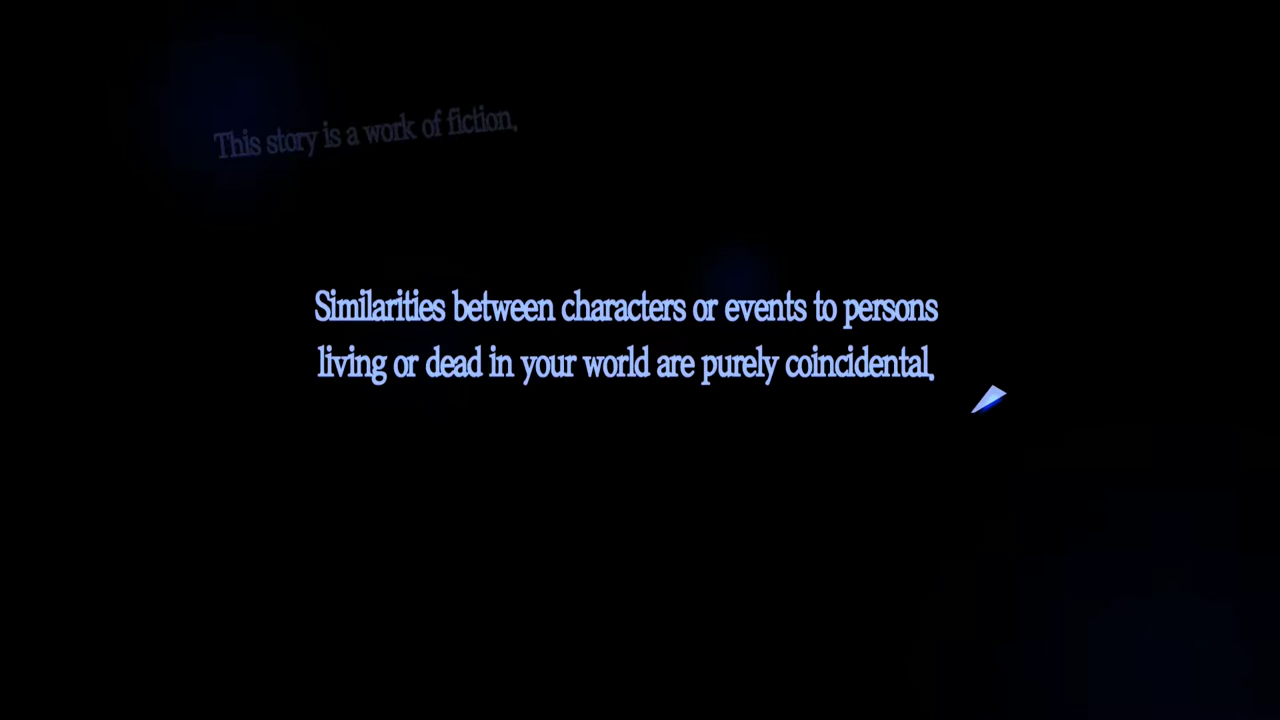 This story is a work of fiction.
Similarities between characters or events to persons
living or dead in your world are purely coincidental.